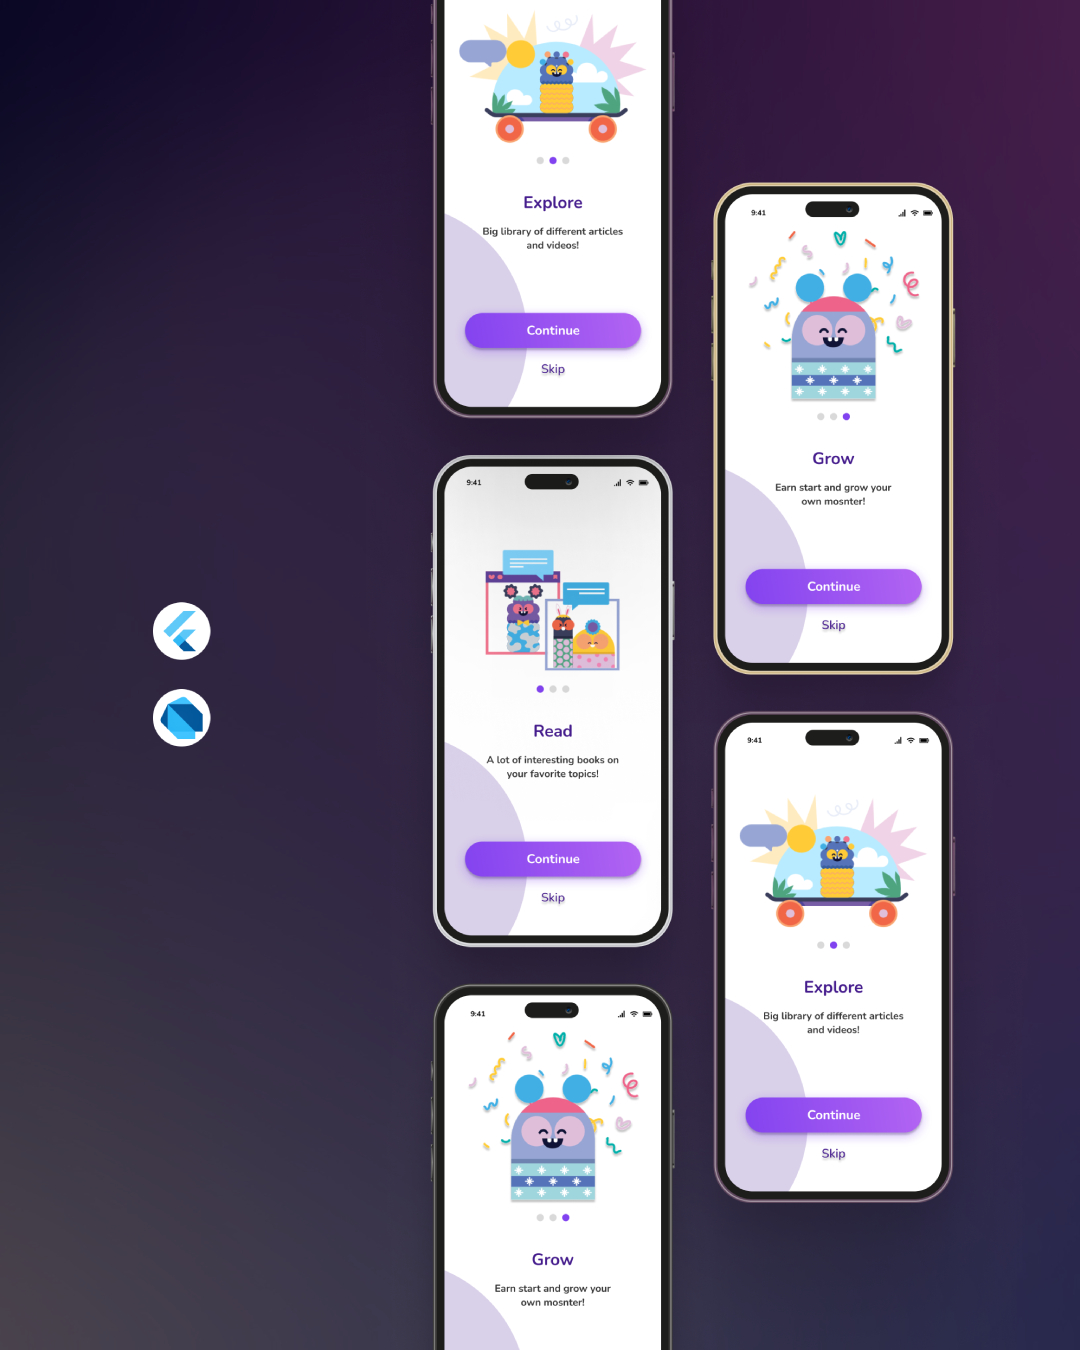 Explore
Big library of different articles
and videos!
Continue
Skip
9:41
Read
A lot of interesting books on
your favorite topics!
Continue
Skip
9:41
Grow
Earn start and grow your
own mosnter!
9:41
Grow
Earn start and grow your
own mosnter!
Continue
Skip
9:41
Explore
Big library of different articles
and videos!
Continue
Skip